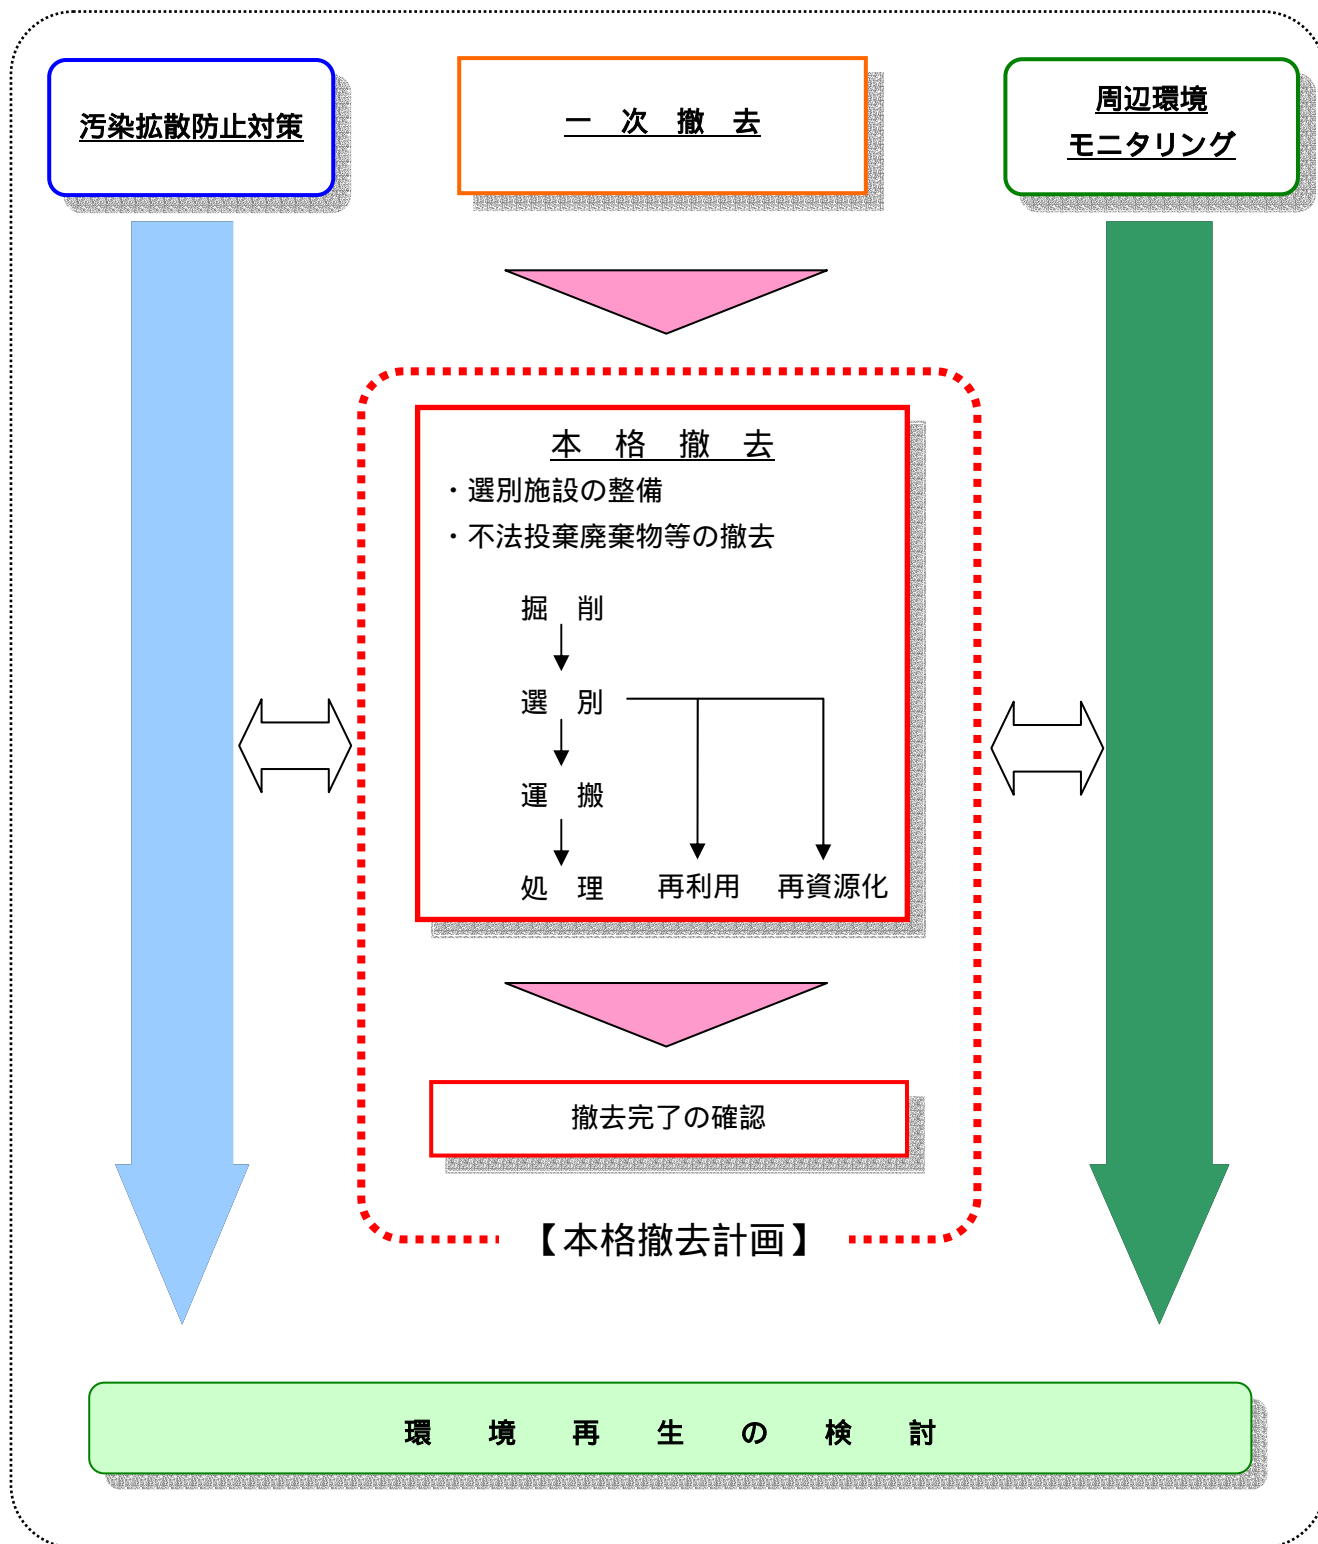 汚染拡散防止対策
一　次　撤　去
周辺環境
モニタリング
本　格　撤　去
・選別施設の整備
・不法投棄廃棄物等の撤去
掘　削
選　別
運　搬
処　理　再利用　再資源化
撤去完了の確認
【本格撤去計画】
環　境　再　生　の　検　討